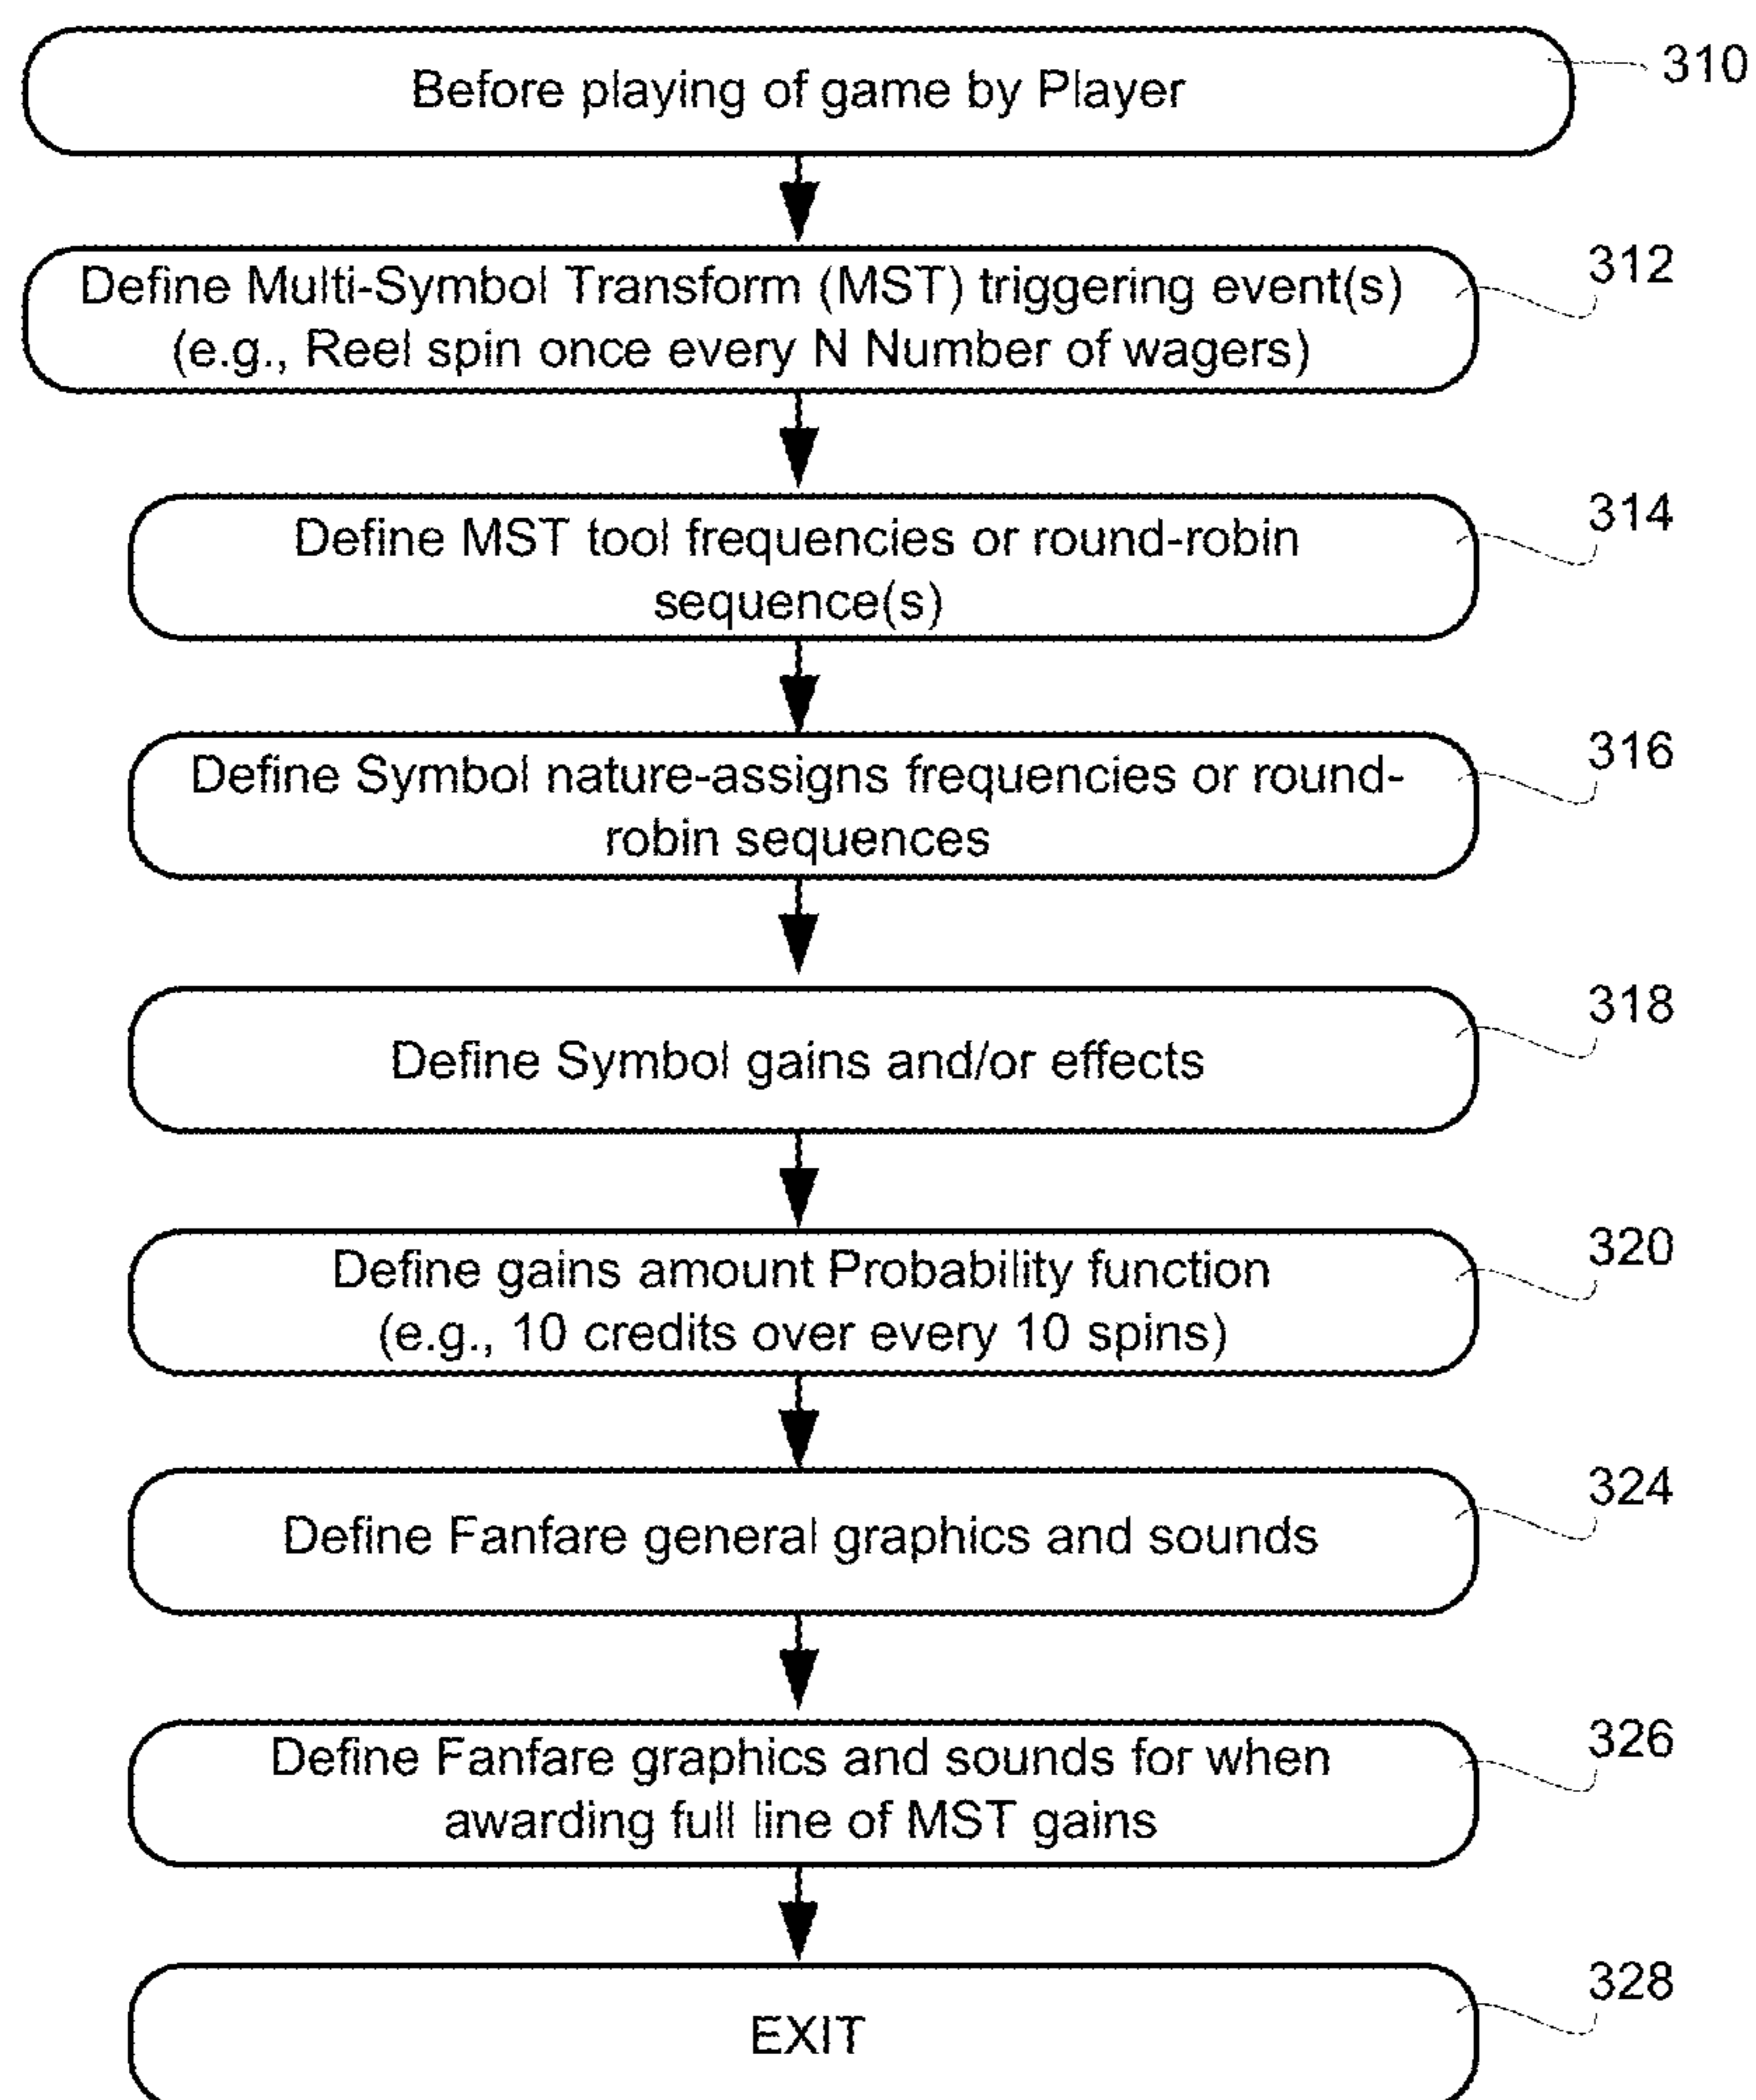 Before playing of game by Player
310
Define Multi-Symbol Transform (MST) triggering event(s)
(e.g., Reel spin once every N Number of wagers)
312
Define MST tool frequencies or round-robin
sequence(s)
314
Define Symbol nature-assigns frequencies or round-
robin sequences
316
Define Symbol gains and/or effects
318
Define gains amount Probability function
(e.g., 10 credits over every 10 spins)
320
Define Fanfare general graphics and sounds
324
Define Fanfare graphics and sounds for when
awarding full line of MST gains
326
EXIT
328